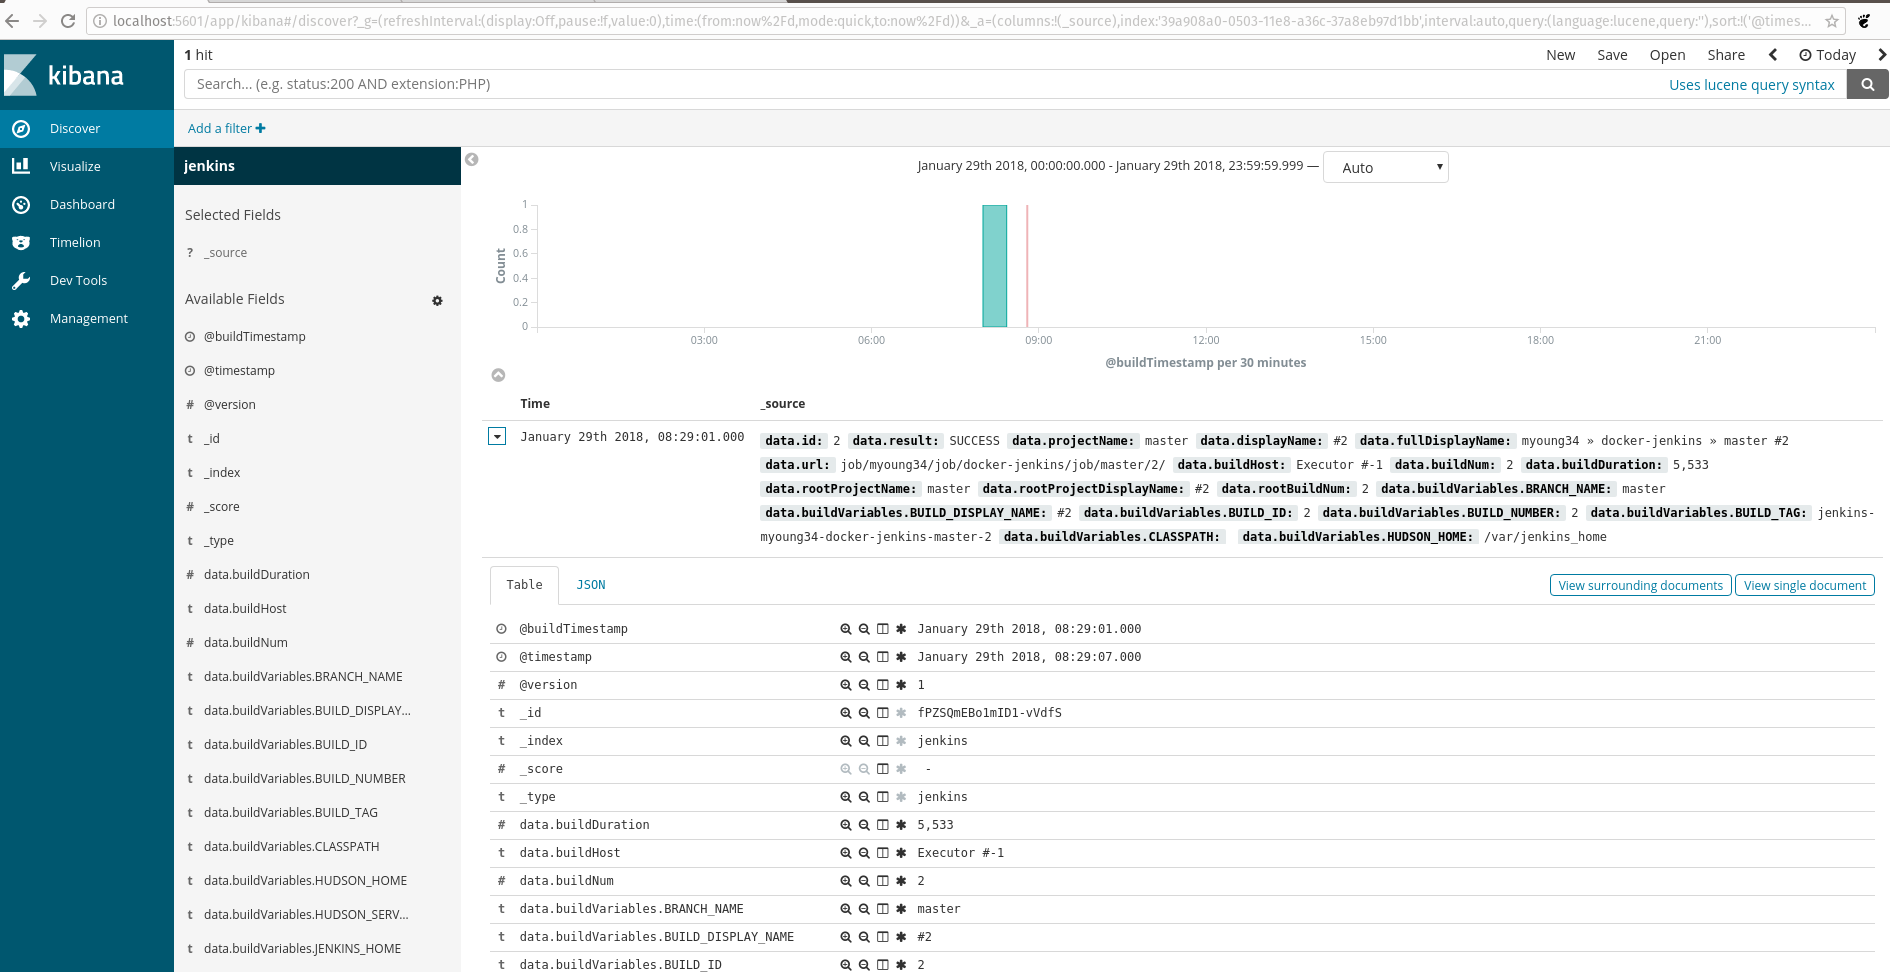 localhost:5601/app/kibana#/discover?_g=(refreshInterval:(display:Off,pause:!f,value:0),time:(from:now%2Fd,mode:quick,to:now%2Fd))&_a=(columns:!(_source),index:'39a908a0-0503-11e8-a36c-37a8eb97d1bb',interval:auto,query:(language:lucene,query:''),sort:!('@times...
kibana
Discover
Visualize
Dashboard
Timelion
Dev Tools
Management
1 hit
New Save Open Share Today
Search... (e.g. status:200 AND extension:PHP) Uses lucene query syntax
Add a filter
jenkins
Selected Fields
? _source
Available Fields
@buildTimestamp
@timestamp
# @version
t _id
t _index
# _score
t _type
# data.buildDuration
t data.buildHost
# data.buildNum
t data.buildVariables.BRANCH_NAME
t data.buildVariables.BUILD_DISPLAY...
t data.buildVariables.BUILD_ID
t data.buildVariables.BUILD_NUMBER
t data.buildVariables.BUILD_TAG
t data.buildVariables.CLASSPATH
t data.buildVariables.HUDSON_HOME
t data.buildVariables.HUDSON_SERV...
t data.buildVariables.JENKINS_HOME
January 29th 2018, 00:00:00.000 - January 29th 2018, 23:59:59.999 — Auto
Count
1
0.8
0.6
0.4
0.2
0
03:00 06:00 09:00 12:00 15:00 18:00 21:00
@buildTimestamp per 30 minutes
Time _source
January 29th 2018, 08:29:01.000
data.id: 2 data.result: SUCCESS data.projectName: master data.displayName: #2 data.fullDisplayName: myoung34 » docker-jenkins » master #2
data.url: job/myoung34/job/docker-jenkins/job/master/2/ data.buildHost: Executor #-1 data.buildNum: 2 data.buildDuration: 5,533
data.rootProjectName: master data.rootProjectDisplayName: #2 data.rootBuildNum: 2 data.buildVariables.BRANCH_NAME: master
data.buildVariables.BUILD_DISPLAY_NAME: #2 data.buildVariables.BUILD_ID: 2 data.buildVariables.BUILD_NUMBER: 2 data.buildVariables.BUILD_TAG: jenkins-
myoung34-docker-jenkins-master-2 data.buildVariables.CLASSPATH: data.buildVariables.HUDSON_HOME: /var/jenkins_home
Table JSON View surrounding documents View single document
@buildTimestamp January 29th 2018, 08:29:01.000
@timestamp January 29th 2018, 08:29:07.000
# @version 1
t _id fPZSQmEBo1mID1-vVdfS
t _index jenkins
# _score -
t _type jenkins
# data.buildDuration 5,533
t data.buildHost Executor #-1
# data.buildNum 2
t data.buildVariables.BRANCH_NAME master
t data.buildVariables.BUILD_DISPLAY_NAME #2
t data.buildVariables.BUILD_ID 2